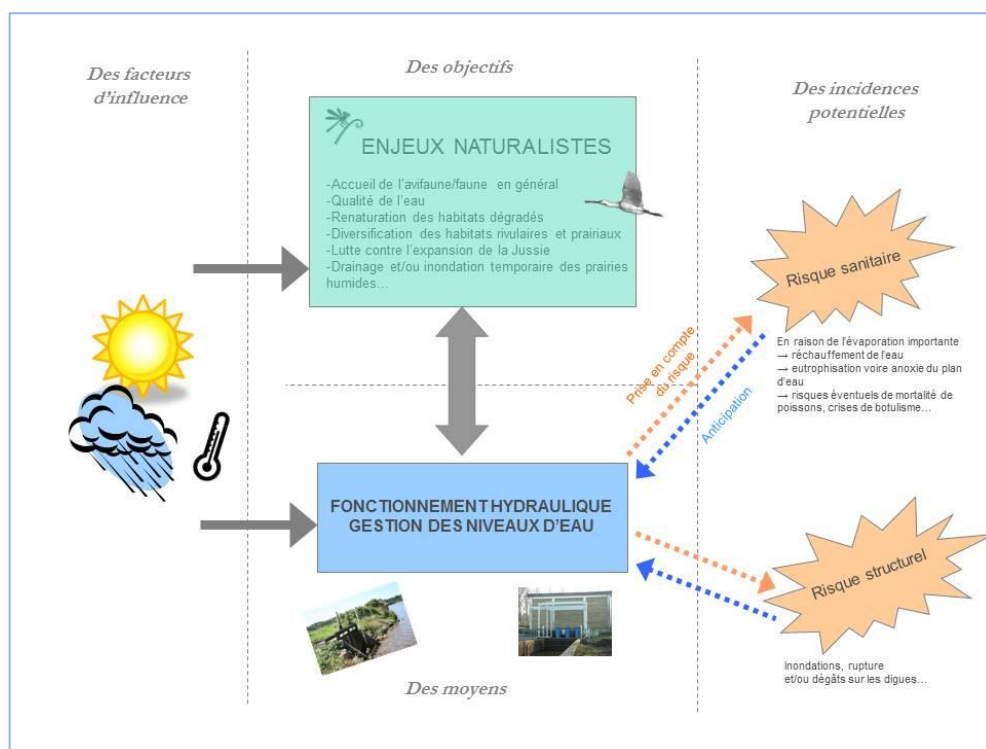 Des facteurs
d'influence
Des objectifs
Des incidences
potentielles
ENJEUX NATURALISTES
-Accueil de l'avifaune/faune en général
-Qualité de l'eau
-Renaturation des habitats dégradés
-Diversification des habitats rivulaires et prairiaux
-Lutte contre l'expansion de la Jussie
-Drainage et/ou inondation temporaire des prairies
humides…
Risque sanitaire
En raison de l'évaporation importante
→ réchauffement de l'eau
→ eutrophisation voire anoxie du plan
d'eau
→ risques éventuels de mortalité de
poissons, crises de botulisme…
Prise en compte
du risque
Anticipation
FONCTIONNEMENT HYDRAULIQUE
GESTION DES NIVEAUX D'EAU
Risque structurel
Inondations, rupture
et/ou dégâts sur les digues…
Des moyens